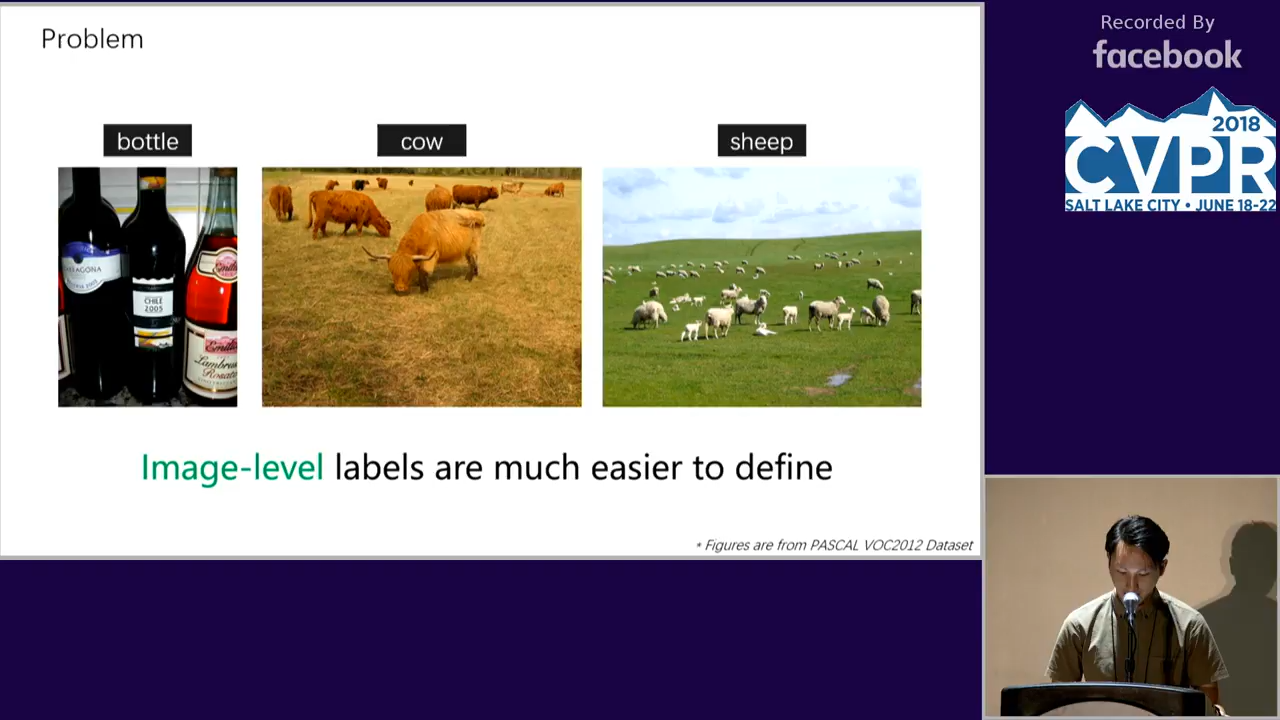 Problem
bottle
cow
sheep
CHILE
2005
Image-level labels are much easier to define
* Figures are from PASCAL VOC2012 Dataset
Recorded By
facebook
2018
CVPR
SALT LAKE CITY • JUNE 18-22